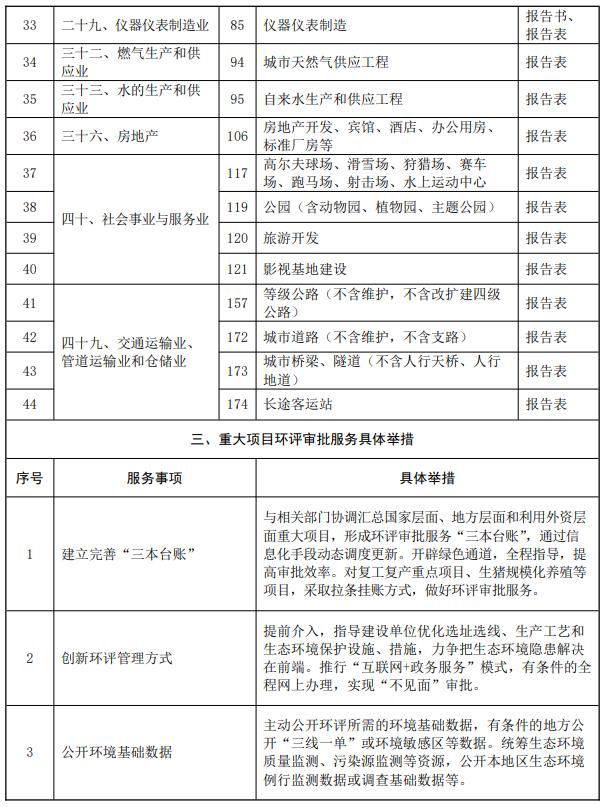 33 二十九、仪器仪表制造业 85 仪器仪表制造 报告书、
报告表
34 三十二、燃气生产和供
应业 94 城市天然气供应工程 报告表
35 三十三、水的生产和供
应业 95 自来水生产和供应工程 报告表
36 三十六、房地产 106 房地产开发、宾馆、酒店、办公用房、
标准厂房等 报告表
37 117 高尔夫球场、滑雪场、狩猎场、赛车
场、跑马场、射击场、水上运动中心 报告表
38 四十、社会事业与服务业 119 公园（含动物园、植物园、主题公园） 报告表
39 120 旅游开发 报告表
40 121 影视基地建设 报告表
41 157 等级公路（不含维护，不含改扩建四级
公路） 报告表
42 四十九、交通运输业、
管道运输业和仓储业 172 城市道路（不含维护，不含支路） 报告表
43 173 城市桥梁、隧道（不含人行天桥、人行
地道） 报告表
44 174 长途客运站 报告表
三、重大项目环评审批服务具体举措
序号 服务事项 具体举措
1 建立完善“三本台账” 与相关部门协调汇总国家层面、地方层面和利用外资层
面重大项目，形成环评审批服务“三本台账”，通过信
息化手段动态调度更新。开辟绿色通道，全程指导，提
高审批效率。对复工复产重点项目、生猪规模化养殖等
项目，采取拉条挂账方式，做好环评审批服务。
2 创新环评管理方式 提前介入，指导建设单位优化选址选线、生产工艺和
生态环境保护设施、措施，力争把生态环境隐患解决
在前端。推行“互联网+政务服务”模式，有条件的全
程网上办理，实现“不见面”审批。
3 公开环境基础数据 主动公开环评所需的环境基础数据，有条件的地方公
开“三线一单”或环境敏感区等数据。统筹生态环境
质量监测、污染源监测等资源，公开本地区生态环境
例行监测数据或调查基础数据等。